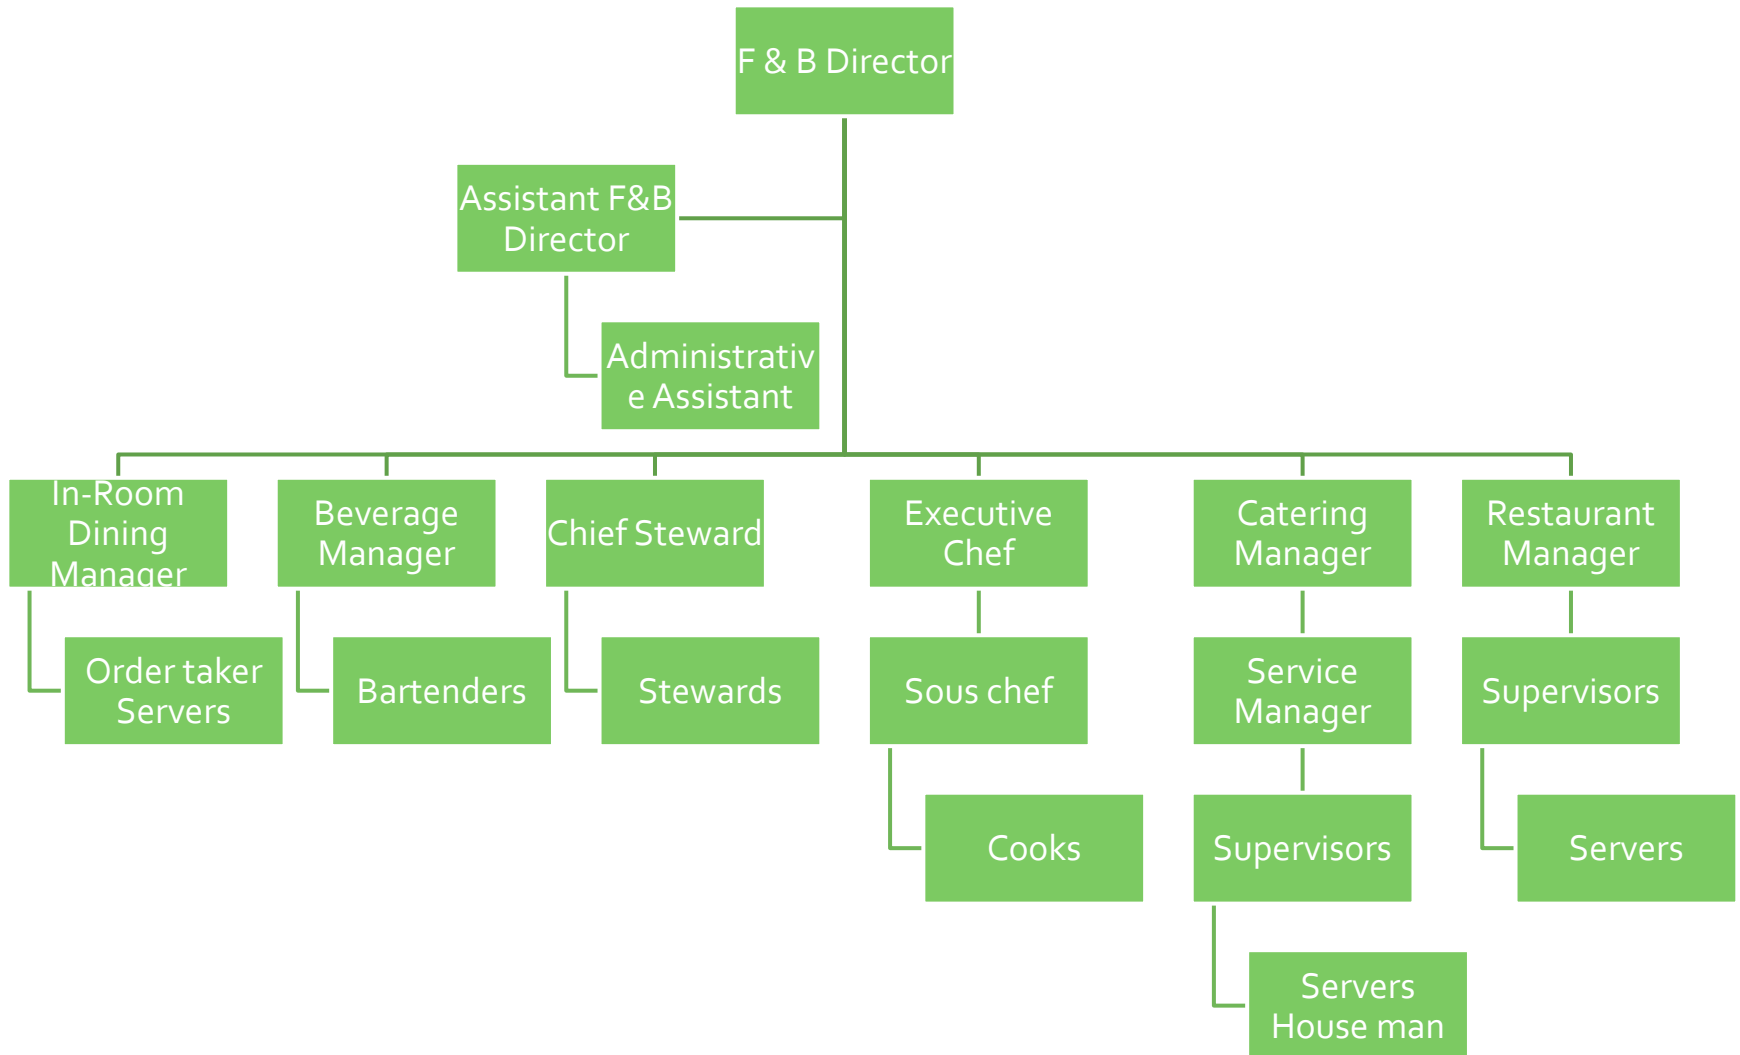 F & B Director
Assistant F&B
Director
Administrativ
e Assistant
In-Room
Dining
Manager
Beverage
Manager
Chief Steward
Executive
Chef
Catering
Manager
Restaurant
Manager
Order taker
Servers
Bartenders
Stewards
Sous chef
Service
Manager
Supervisors
Cooks
Supervisors
Servers
Servers
House man